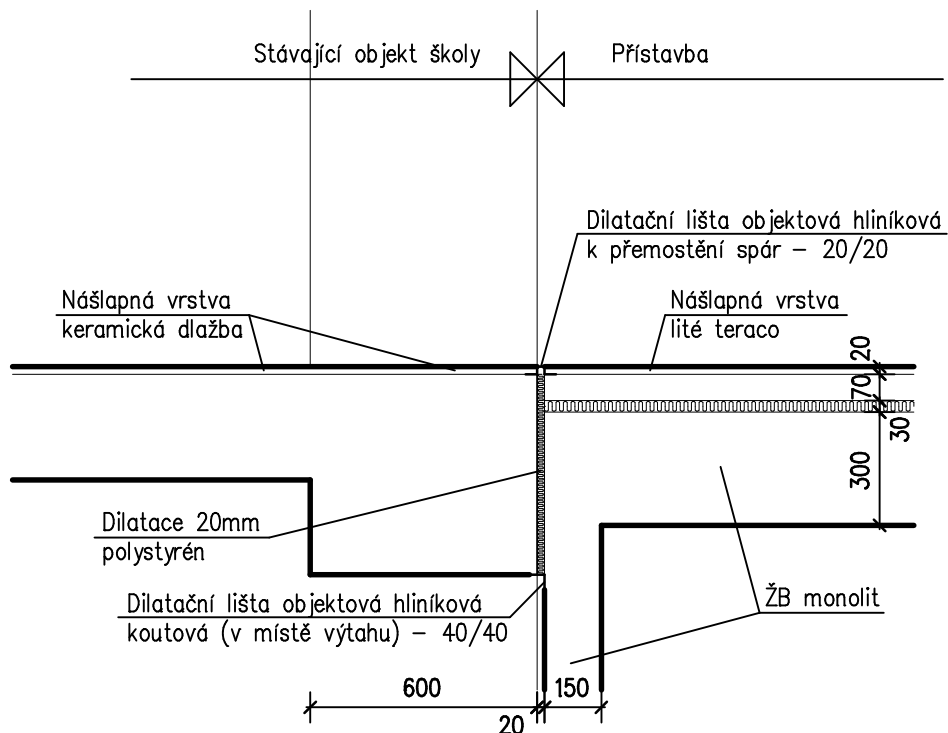 Stávající objekt školy
Přístavba
Dilatační lišta objektová hliníková
k přemostění spár – 20/20
Nášlapná vrstva
keramická dlažba
Nášlapná vrstva
lité teraco
20
70
30
300
Dilatace 20mm
polystyrén
Dilatační lišta objektová hliníková
koutová (v místě výtahu) – 40/40
ŽB monolit
600
150
20